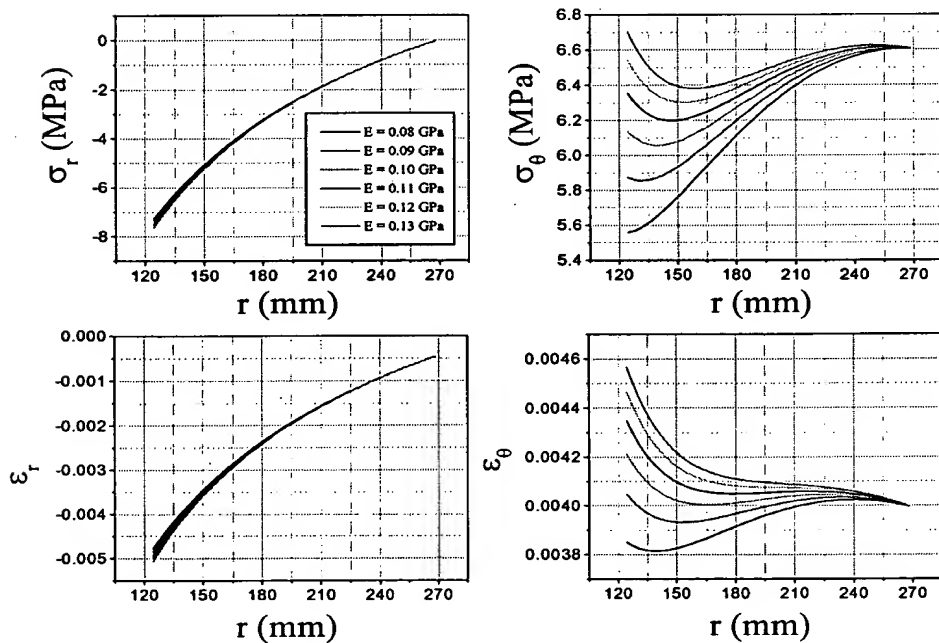 0
-2
-4
-6
-8
σr (MPa)
E = 0.08 GPa
E = 0.09 GPa
E = 0.10 GPa
E = 0.11 GPa
E = 0.12 GPa
E = 0.13 GPa
120 150 180 210 240 270
r (mm)
6.8
6.6
6.4
6.2
6.0
5.8
5.6
5.4
σθ (MPa)
120 150 180 210 240 270
r (mm)
0.000
-0.001
-0.002
-0.003
-0.004
-0.005
εr
120 150 180 210 240 270
r (mm)
0.0046
0.0044
0.0042
0.0040
0.0038
εθ
120 150 180 210 240 270
r (mm)